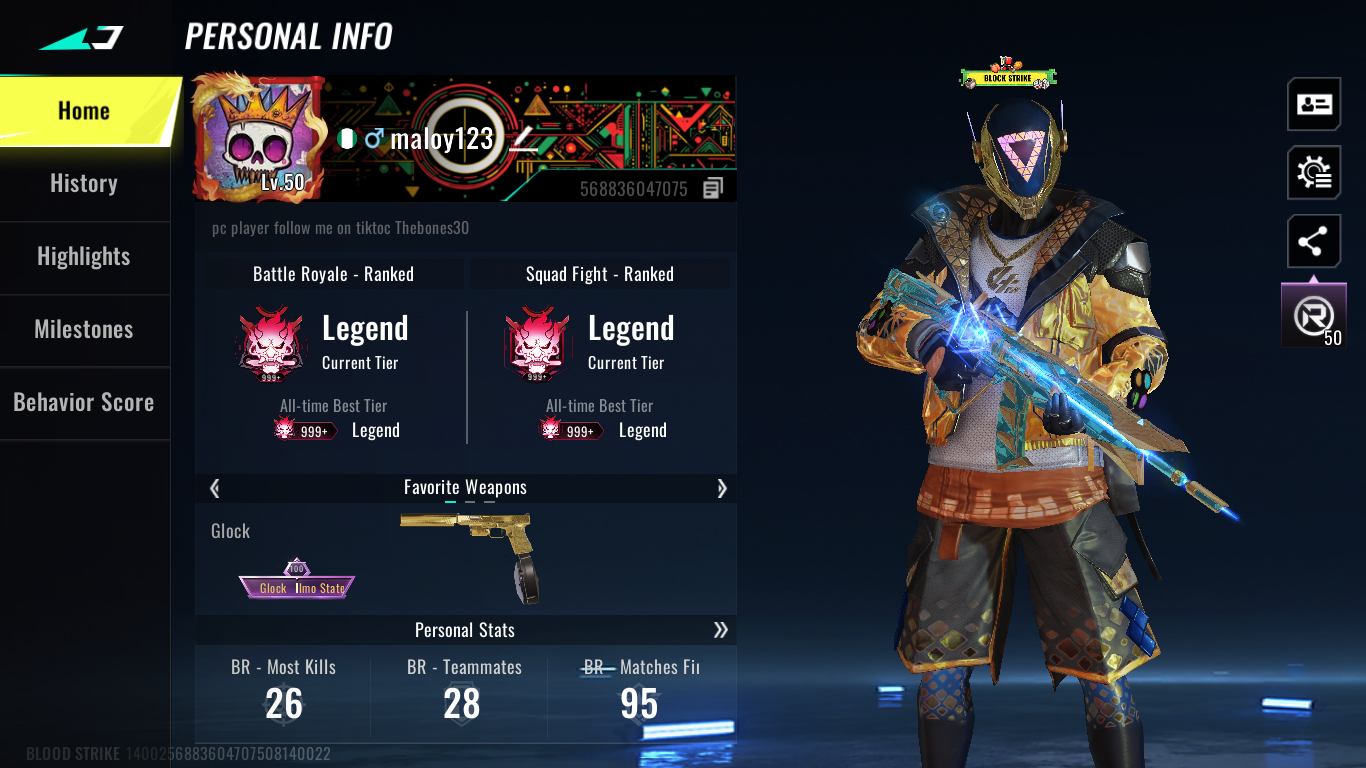 PERSONAL INFO
Home
History
Highlights
Milestones
Behavior Score
Lv.50
maloy123
568836047075
pc player follow me on tiktoc Thebones30
Battle Royale - Ranked
Squad Fight - Ranked
Legend
Current Tier
999+
All-time Best Tier
999+ Legend
Legend
Current Tier
999+
All-time Best Tier
999+ Legend
Favorite Weapons
Glock
100
Glock Ilmo State
Personal Stats
BR - Most Kills
26
BR - Teammates
28
BR - Matches Fi
95
BLOOD STRIKE 1400256883604707508140022
BLOCK STRIKE
R
50